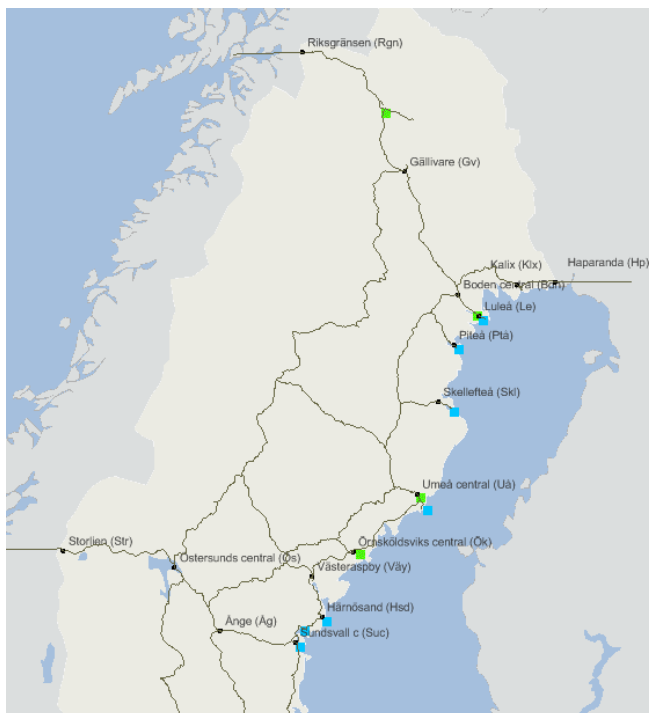 Riksgränsen (Rgn)
Gällivare (Gv)
Kalix (Klx)
Haparanda (Hp)
Boden central (Bdn)
Luleå (Le)
Piteå (Ptå)
Skellefteå (Skl)
Umeå central (Uå)
Storlien (Str)
Östersunds central (Ös)
Örnsköldsviks central (Ök)
Västeraspby (Väy)
Härnösand (Hsd)
Ånge (Åg)
Sundsvall c (Suc)